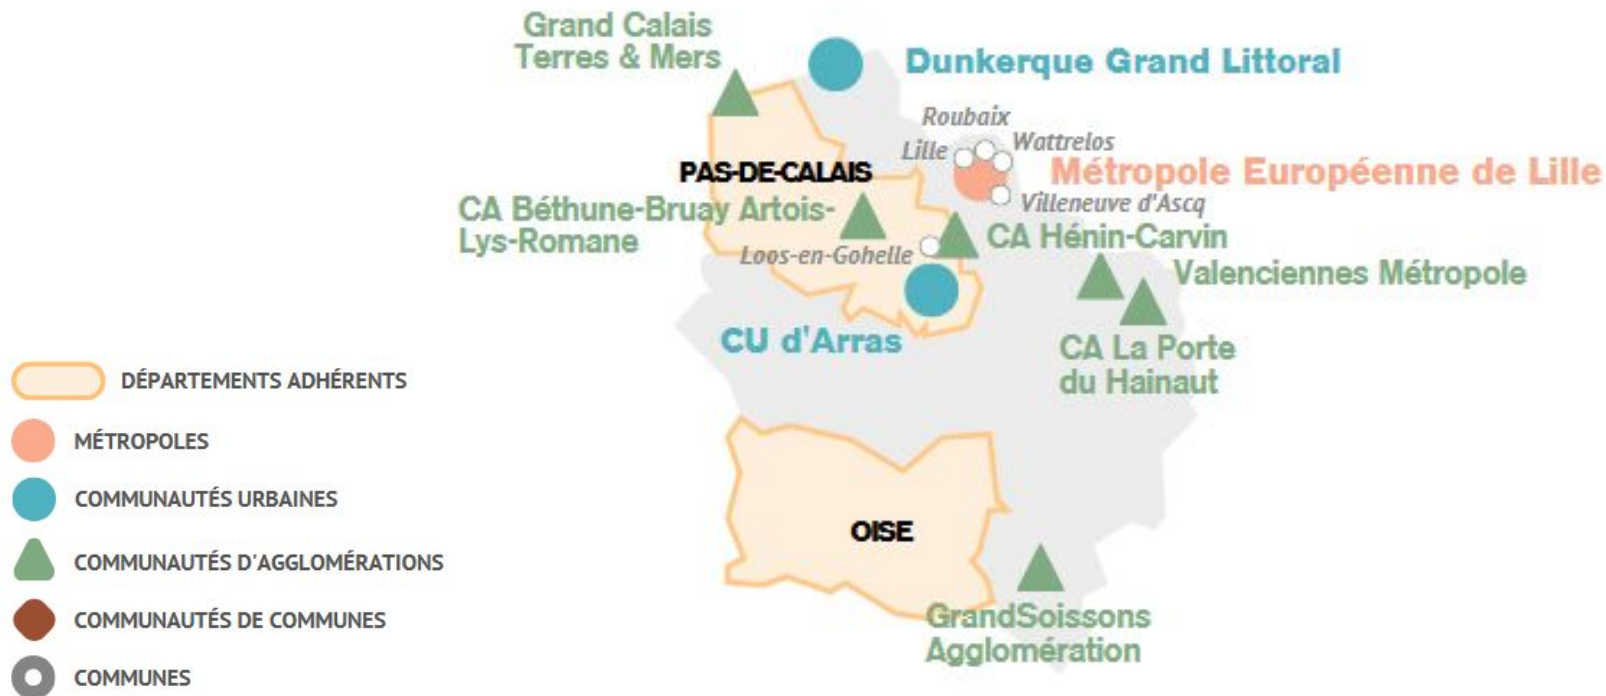 Grand Calais
Terres & Mers
Dunkerque Grand Littoral
Roubaix
Lille
Wattrelos
PAS-DE-CALAIS
Métropole Européenne de Lille
Villeneuve d'Ascq
CA Béthune-Bruay Artois-
Lys-Romane
CA Hénin-Carvin
Loos-en-Gohelle
Valenciennes Métropole
CU d'Arras
CA La Porte
du Hainaut
DÉPARTEMENTS ADHÉRENTS
MÉTROPOLES
COMMUNAUTÉS URBAINES
COMMUNAUTÉS D'AGGLOMÉRATIONS
COMMUNAUTÉS DE COMMUNES
COMMUNES
OISE
GrandSoissons
Agglomération